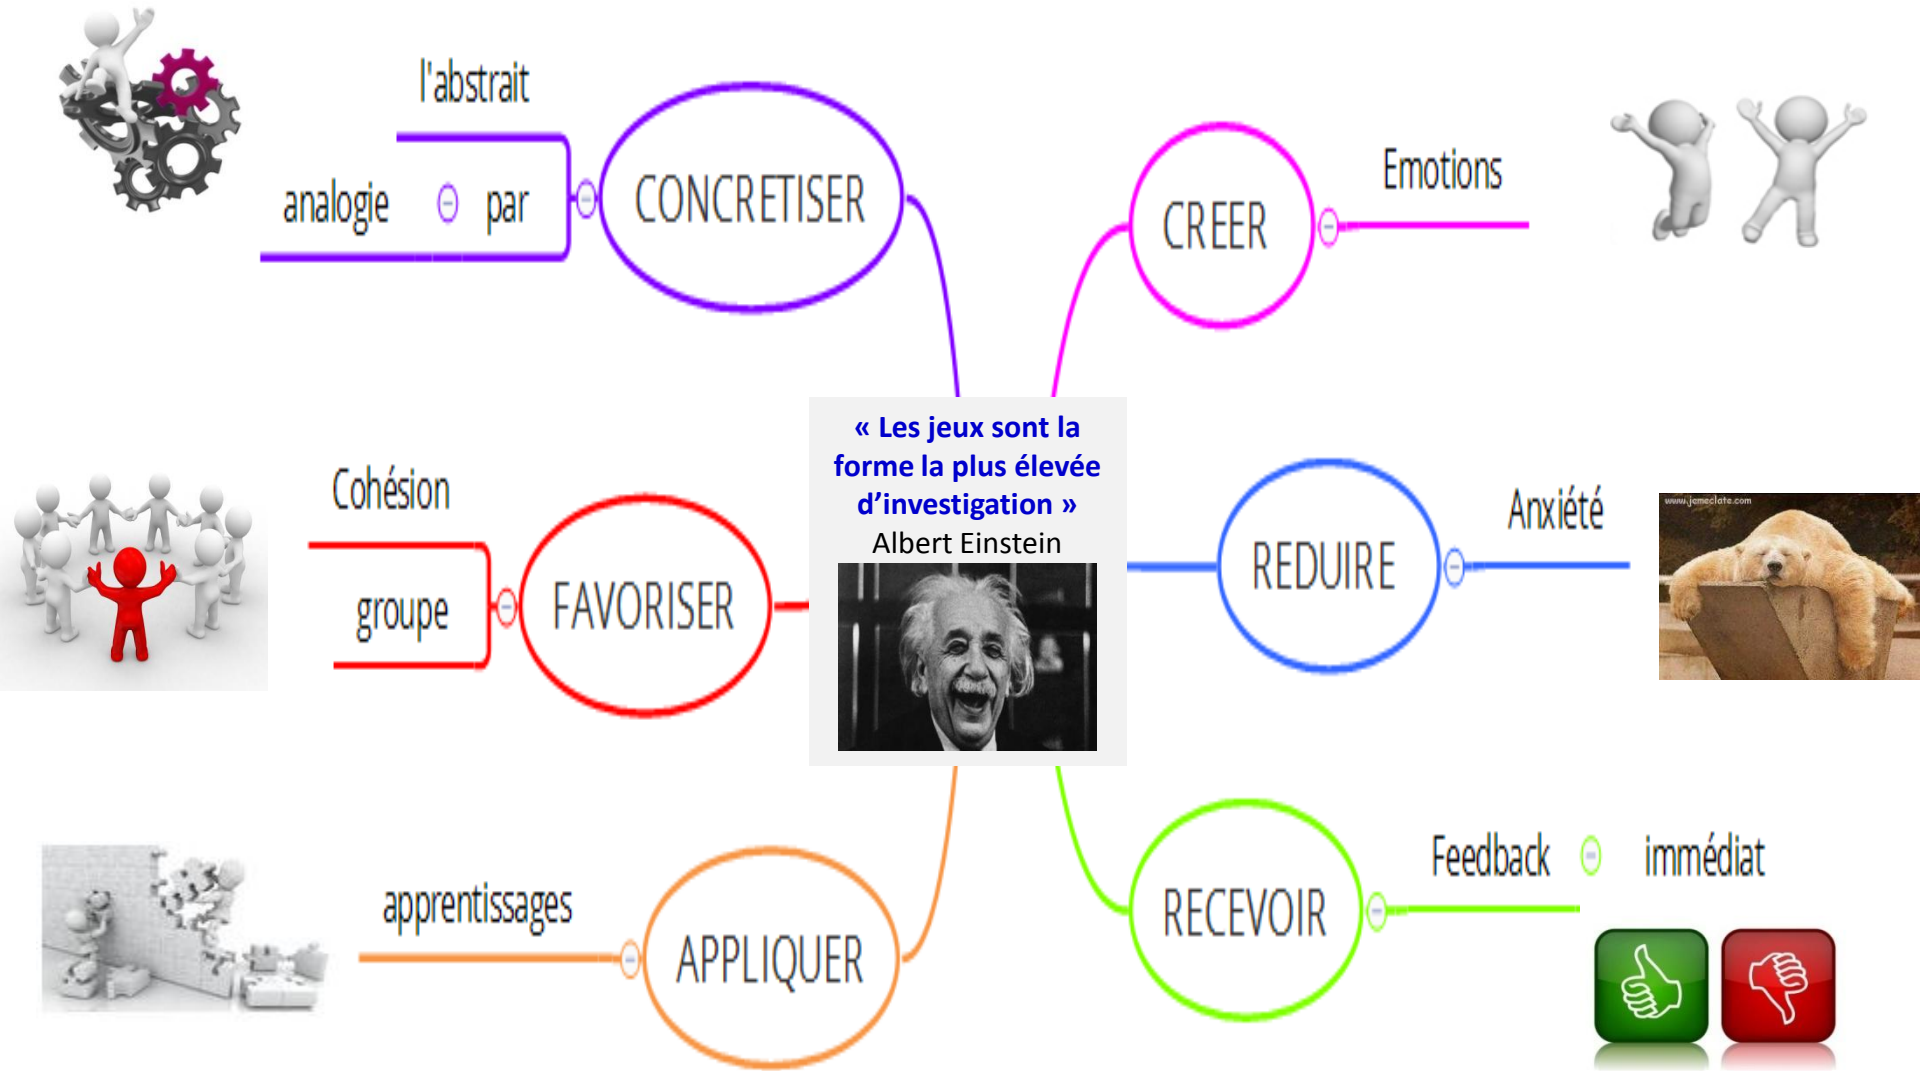 l'abstrait
analogie par
CONCRETISER
CREER
Emotions
« Les jeux sont la
forme la plus élevée
d’investigation »
Albert Einstein
Cohésion
groupe
FAVORISER
REDUIRE
Anxiété
www.jemeclate.com
apprentissages
APPLIQUER
RECEVOIR
Feedback immédiat